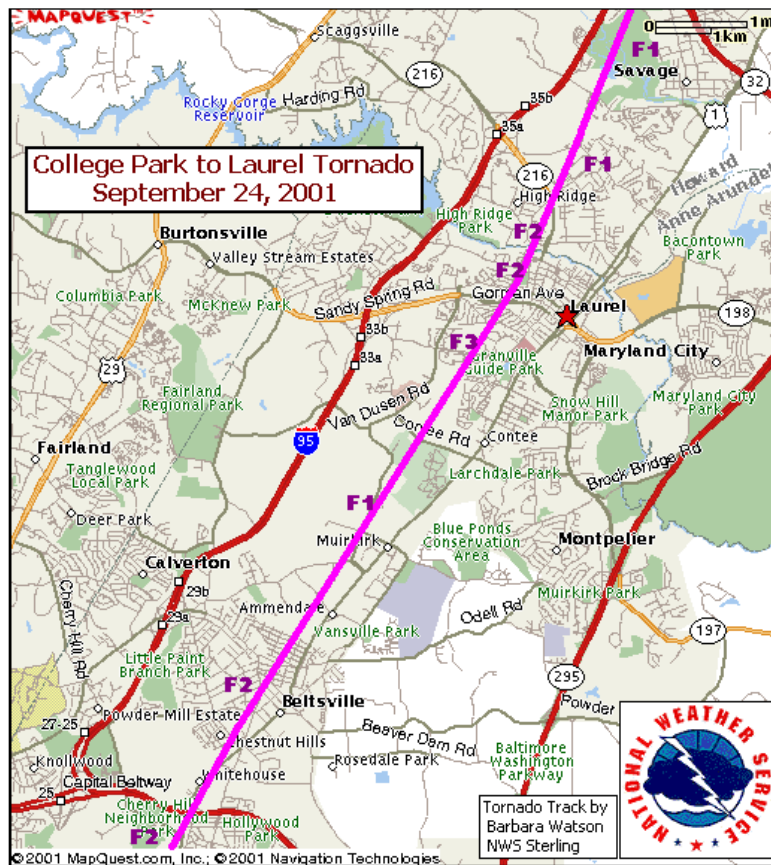 MAPQUEST
Scaggsville
0 1m
1km
F1
Savage
216
32
Harding Rd
Rocky Gorge
Reservoir
35b
1
35a
College Park to Laurel Tornado
September 24, 2001
F1
216
High Ridge
Howard
Anne Arundel
High Ridge
Park
F2
Burtonsville
Valley Stream Estates
Bacontown
Park
F2
Columbia Park
McKnew Park
Sandy Spring Rd
Gorman Ave
Laurel
198
33b
F3
33a
Granville
Guide Park
Maryland City
29
Fairland
Regional Park
Van Dusen Rd
Snow Hill
Manor Park
Maryland City
Park
95
Contee Rd
Contee
Fairland
Tanglewood
Local Park
Larchdale Park
Brock Bridge Rd
F1
Deer Park
Blue Ponds
Conservation
Area
Muirkirk
Montpelier
Calverton
29b
Muirkirk Park
Cherry Hill Rd
Ammendale
Odell Rd
29a
Vansville Park
197
Little Paint
Branch Park
F2
295
Powder
Powder Mill Estate
Beltsville
27-25
Chestnut Hills
Beaver Dam Rd
Knollwood
Rosedale Park
Baltimore
Washington
Parkway
Capital Beltway
Whitehouse
25
Cherry Hill
Neighborhood
Park
Hollywood
Park
F2
Tornado Track by
Barbara Watson
NWS Sterling
NATIONAL WEATHER SERVICE
©2001 MapQuest.com, Inc.; ©2001 Navigation Technologies